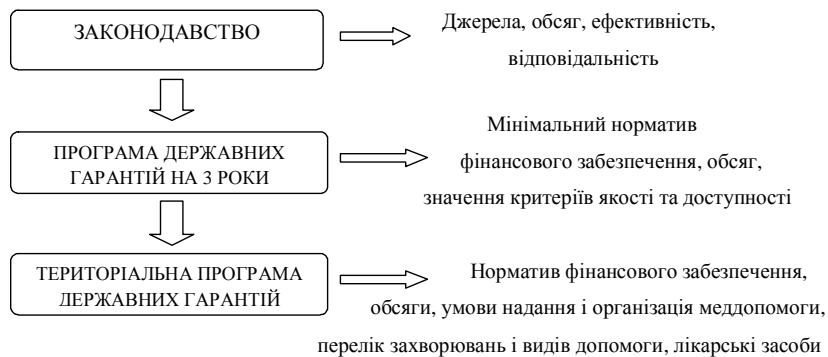 ЗАКОНОДАВСТВО
Джерела, обсяг, ефективність,
відповідальність
ПРОГРАМА ДЕРЖАВНИХ
ГАРАНТІЙ НА 3 РОКИ
Мінімальний норматив
фінансового забезпечення, обсяг,
значення критеріїв якості та доступності
ТЕРИТОРІАЛЬНА ПРОГРАМА
ДЕРЖАВНИХ ГАРАНТІЙ
Норматив фінансового забезпечення,
обсяги, умови надання і організація меддопомоги,
перелік захворювань і видів допомоги, лікарські засоби